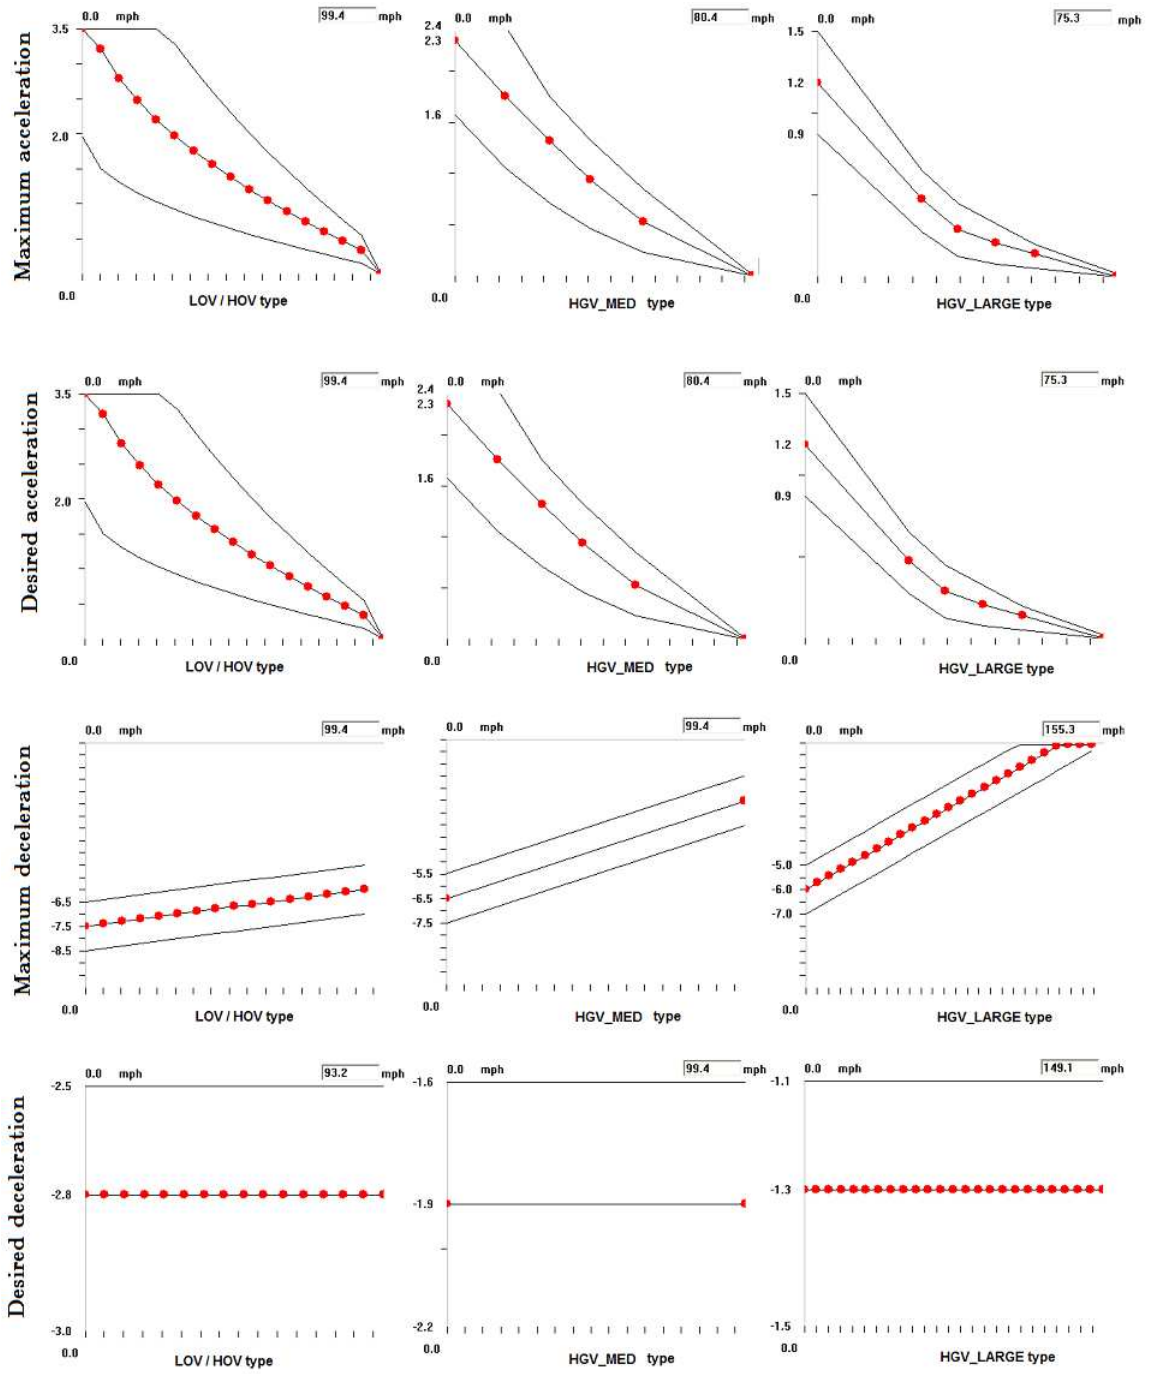 Maximum acceleration
0.0 mph 99.4 mph
3.5
2.0
0.0
LOV / HOV type
0.0 mph 80.4 mph
2.4
2.3
1.6
0.0
HGV_MED type
0.0 mph 75.3 mph
1.5
1.2
0.9
0.0
HGV_LARGE type
Desired acceleration
0.0 mph 99.4 mph
3.5
2.0
0.0
LOV / HOV type
0.0 mph 80.4 mph
2.4
2.3
1.6
0.0
HGV_MED type
0.0 mph 75.3 mph
1.5
1.2
0.9
0.0
HGV_LARGE type
Maximum deceleration
0.0 mph 99.4 mph
-6.5
-7.5
-8.5
0.0
LOV / HOV type
0.0 mph 99.4 mph
-5.5
-6.5
-7.5
0.0
HGV_MED type
0.0 mph 155.3 mph
-5.0
-6.0
-7.0
0.0
HGV_LARGE type
Desired deceleration
0.0 mph 93.2 mph
-2.5
-2.8
-3.0
0.0
LOV / HOV type
0.0 mph 99.4 mph
-1.6
-1.9
-2.2
0.0
HGV_MED type
0.0 mph 149.1 mph
-1.1
-1.3
-1.5
0.0
HGV_LARGE type